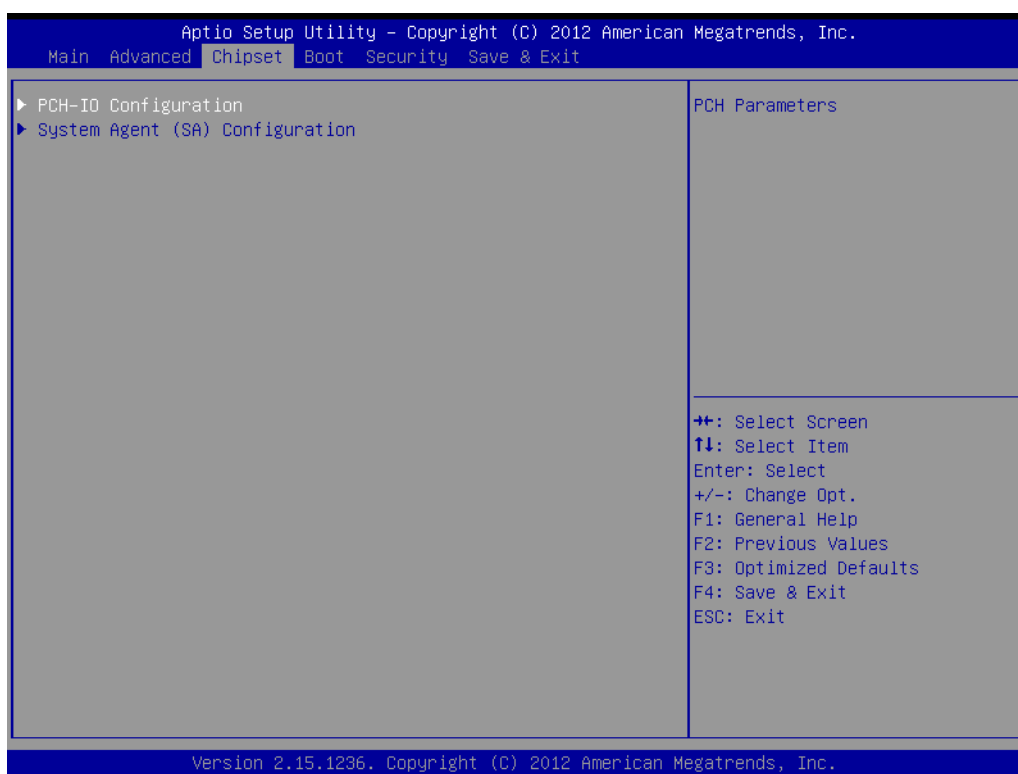 Aptio Setup Utility – Copyright (C) 2012 American Megatrends, Inc.
Main Advanced Chipset Boot Security Save & Exit
PCH-IO Configuration
System Agent (SA) Configuration
PCH Parameters
→←: Select Screen
↑↓: Select Item
Enter: Select
+/-: Change Opt.
F1: General Help
F2: Previous Values
F3: Optimized Defaults
F4: Save & Exit
ESC: Exit
Version 2.15.1236. Copyright (C) 2012 American Megatrends, Inc.